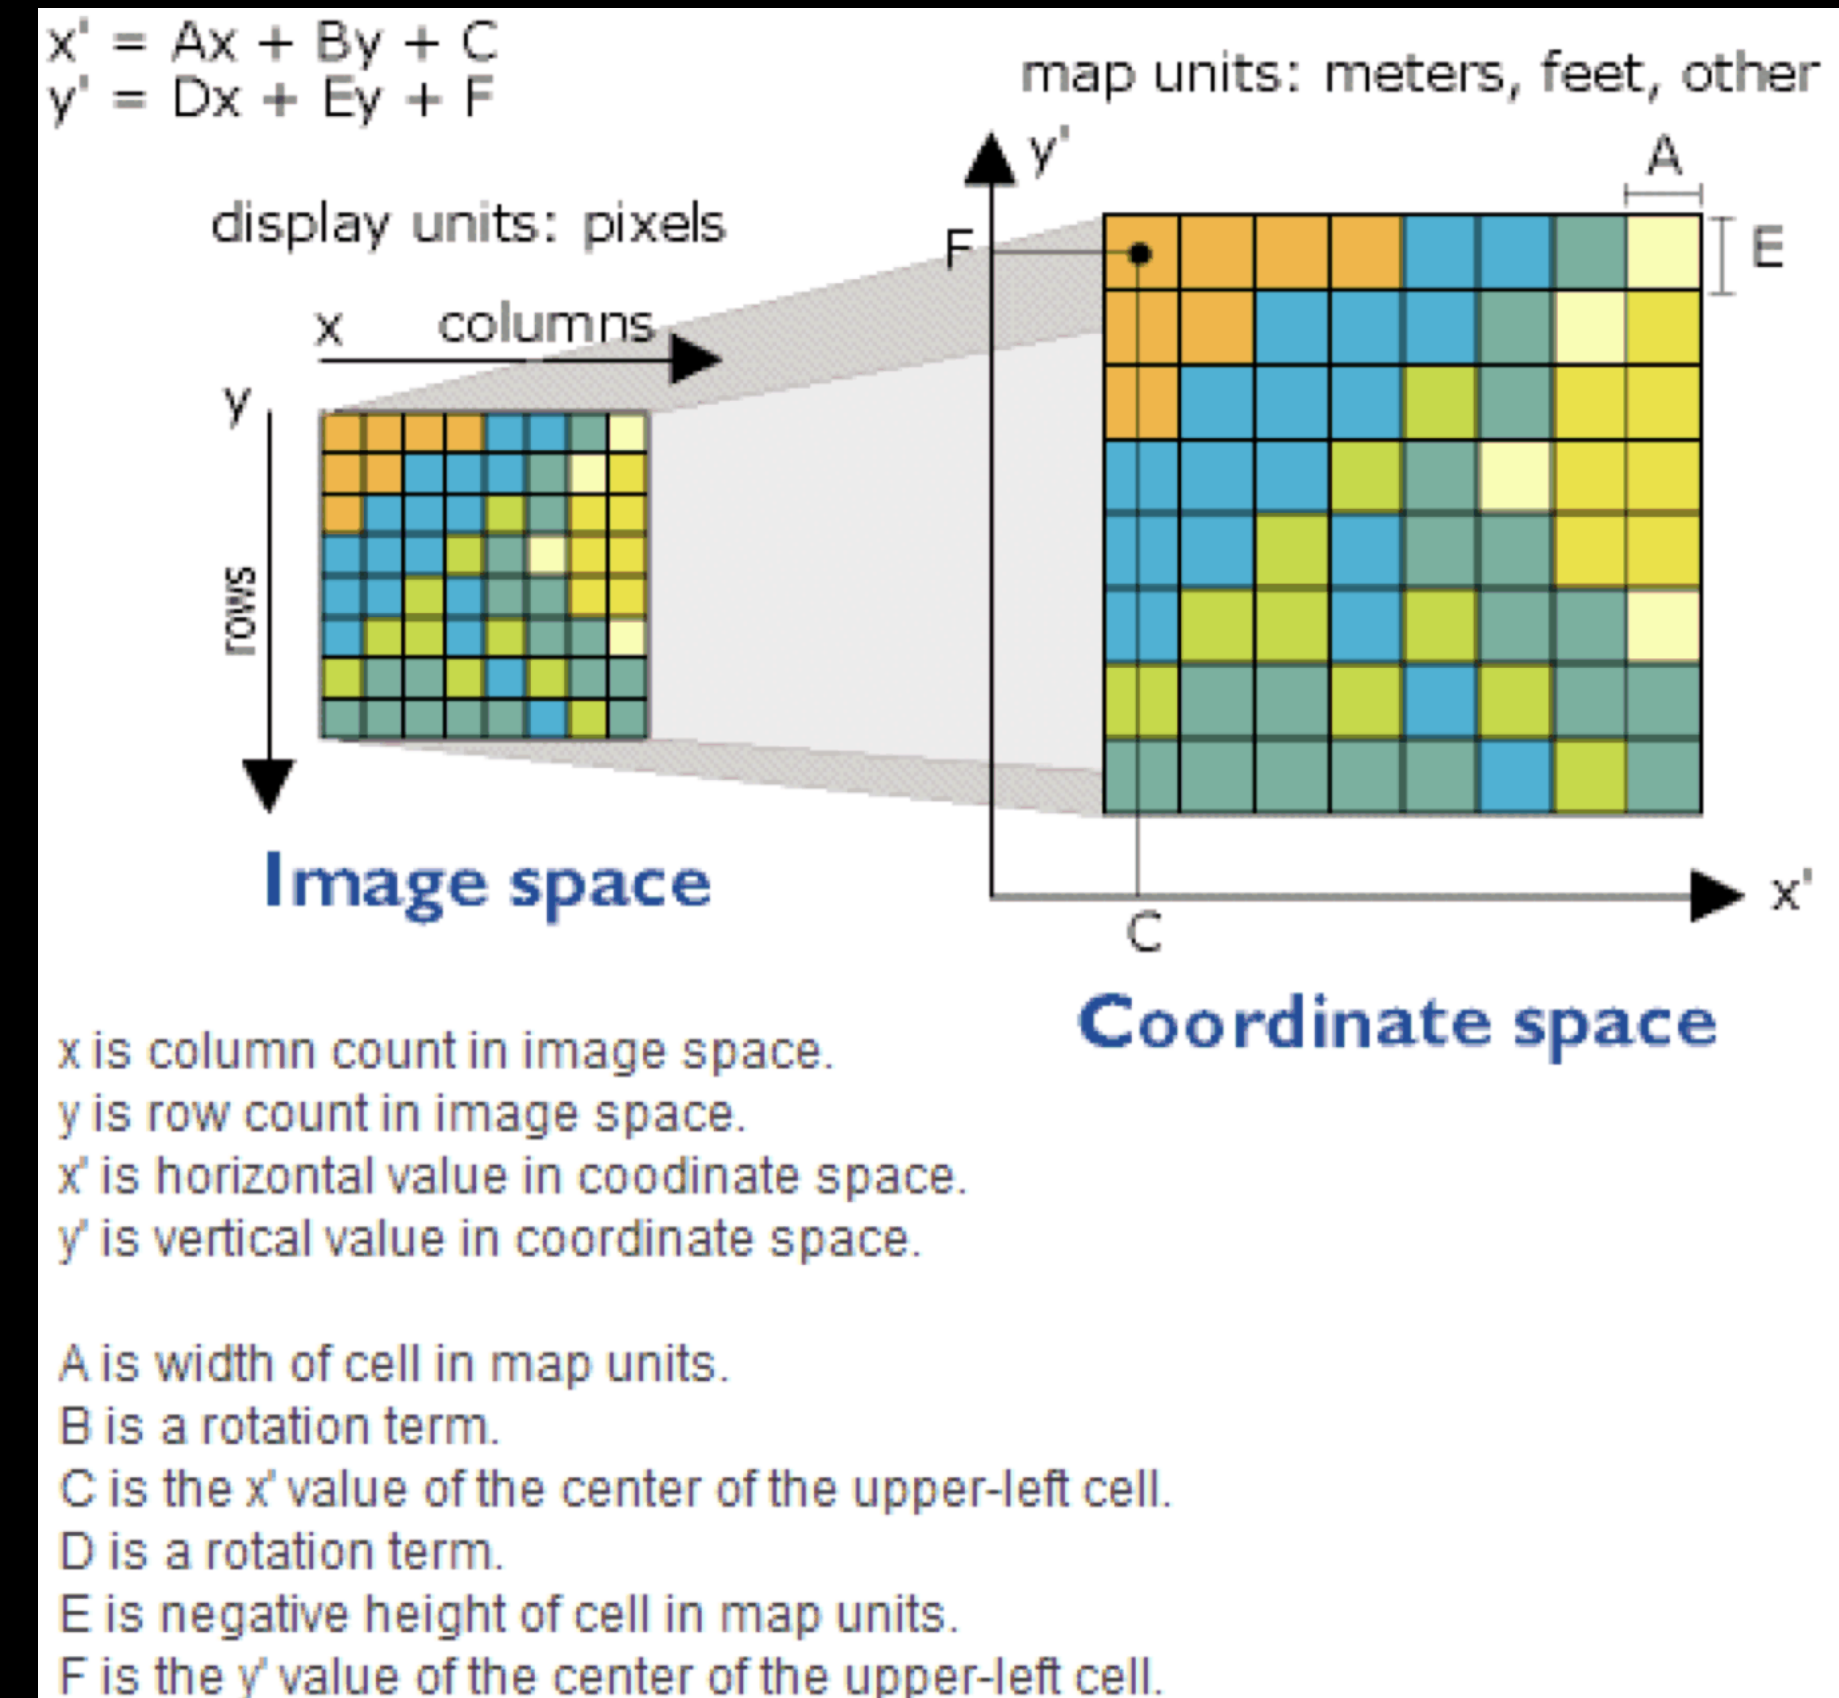 x' = Ax + By + C
y' = Dx + Ey + F
map units: meters, feet, other
display units: pixels
x columns
y
rows
Image space
y'
A
E
F
C
x'
Coordinate space
x is column count in image space.
y is row count in image space.
x' is horizontal value in coodinate space.
y' is vertical value in coordinate space.
A is width of cell in map units.
B is a rotation term.
C is the x' value of the center of the upper-left cell.
D is a rotation term.
E is negative height of cell in map units.
F is the y' value of the center of the upper-left cell.